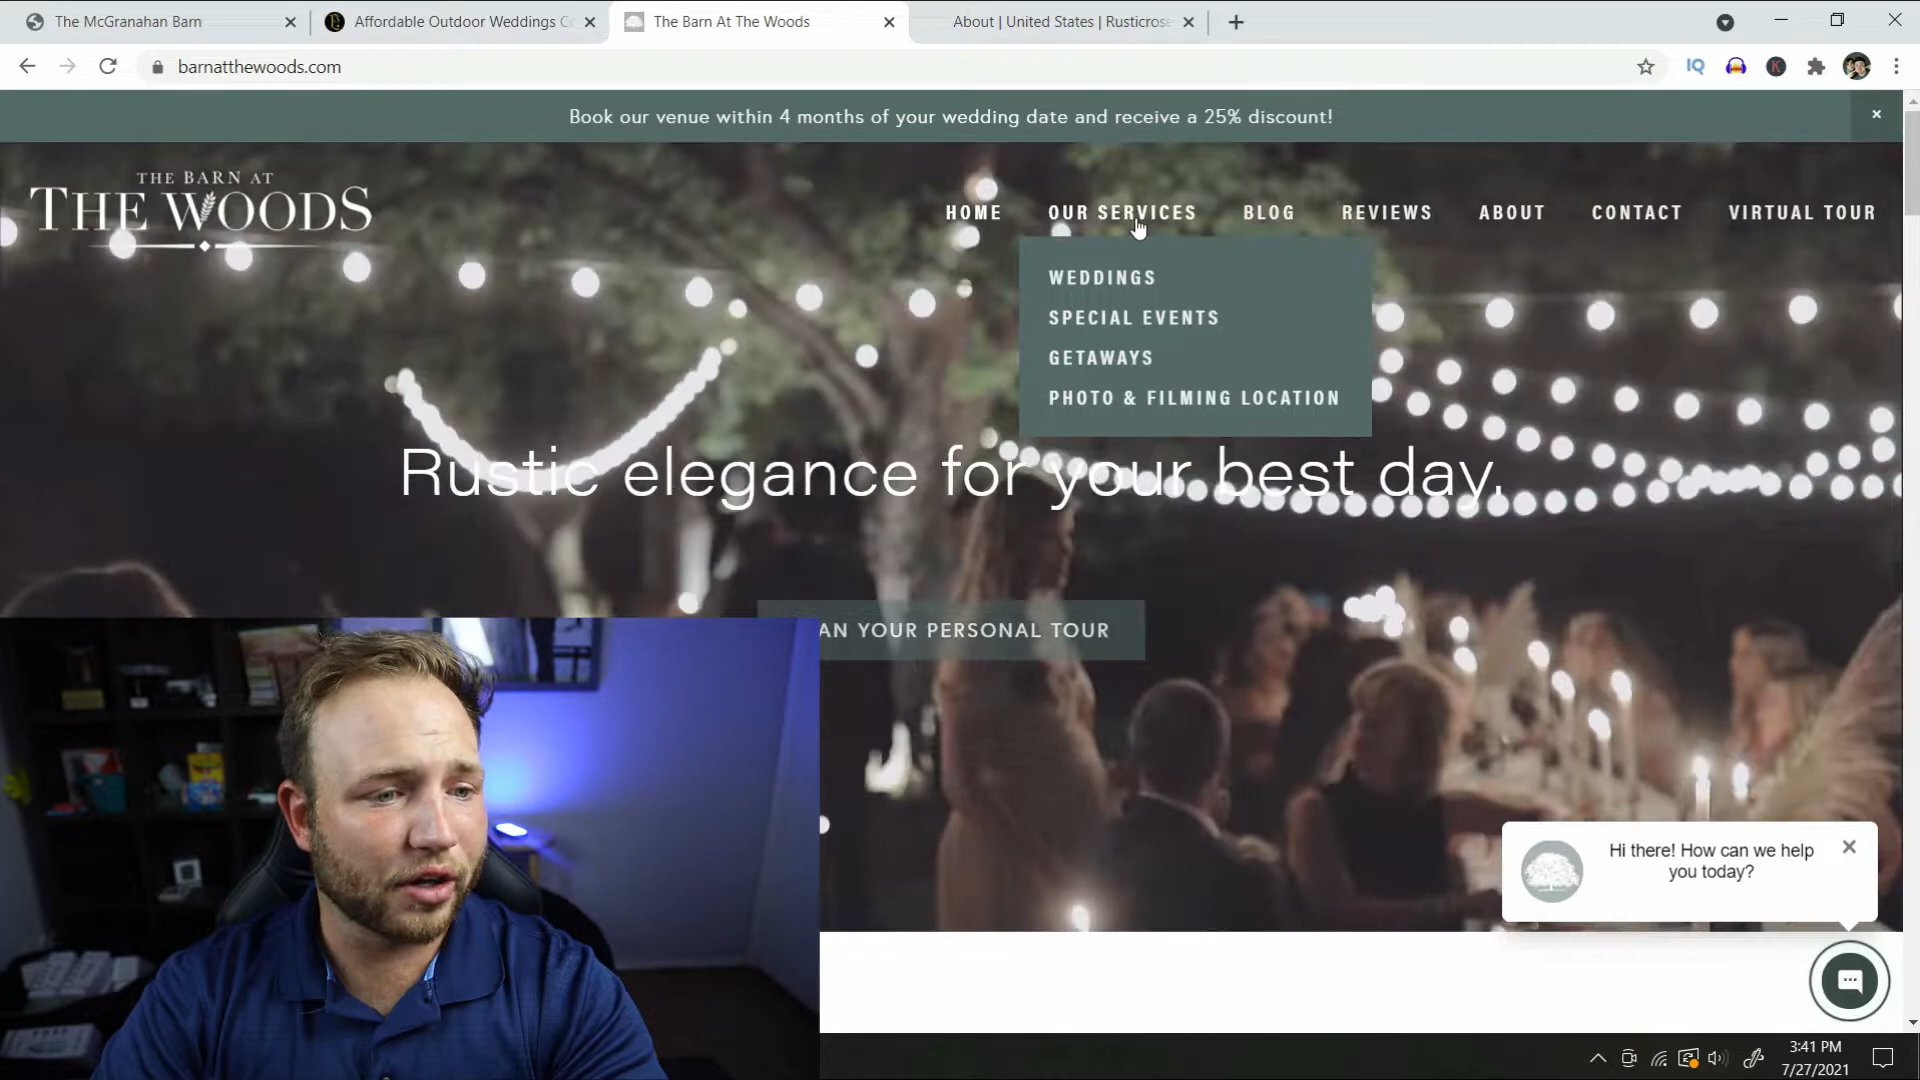 The McGranahan Barn
Affordable Outdoor Weddings C
The Barn At The Woods
About | United States | Rusticros
barnatthewoods.com
IQ
K
Book our venue within 4 months of your wedding date and receive a 25% discount!
THE BARN AT
THE WOODS
HOME OUR SERVICES BLOG REVIEWS ABOUT CONTACT VIRTUAL TOUR
WEDDINGS
SPECIAL EVENTS
GETAWAYS
PHOTO & FILMING LOCATION
Rustic elegance for your best day.
AN YOUR PERSONAL TOUR
Hi there! How can we help
you today?
3:41 PM
7/27/2021